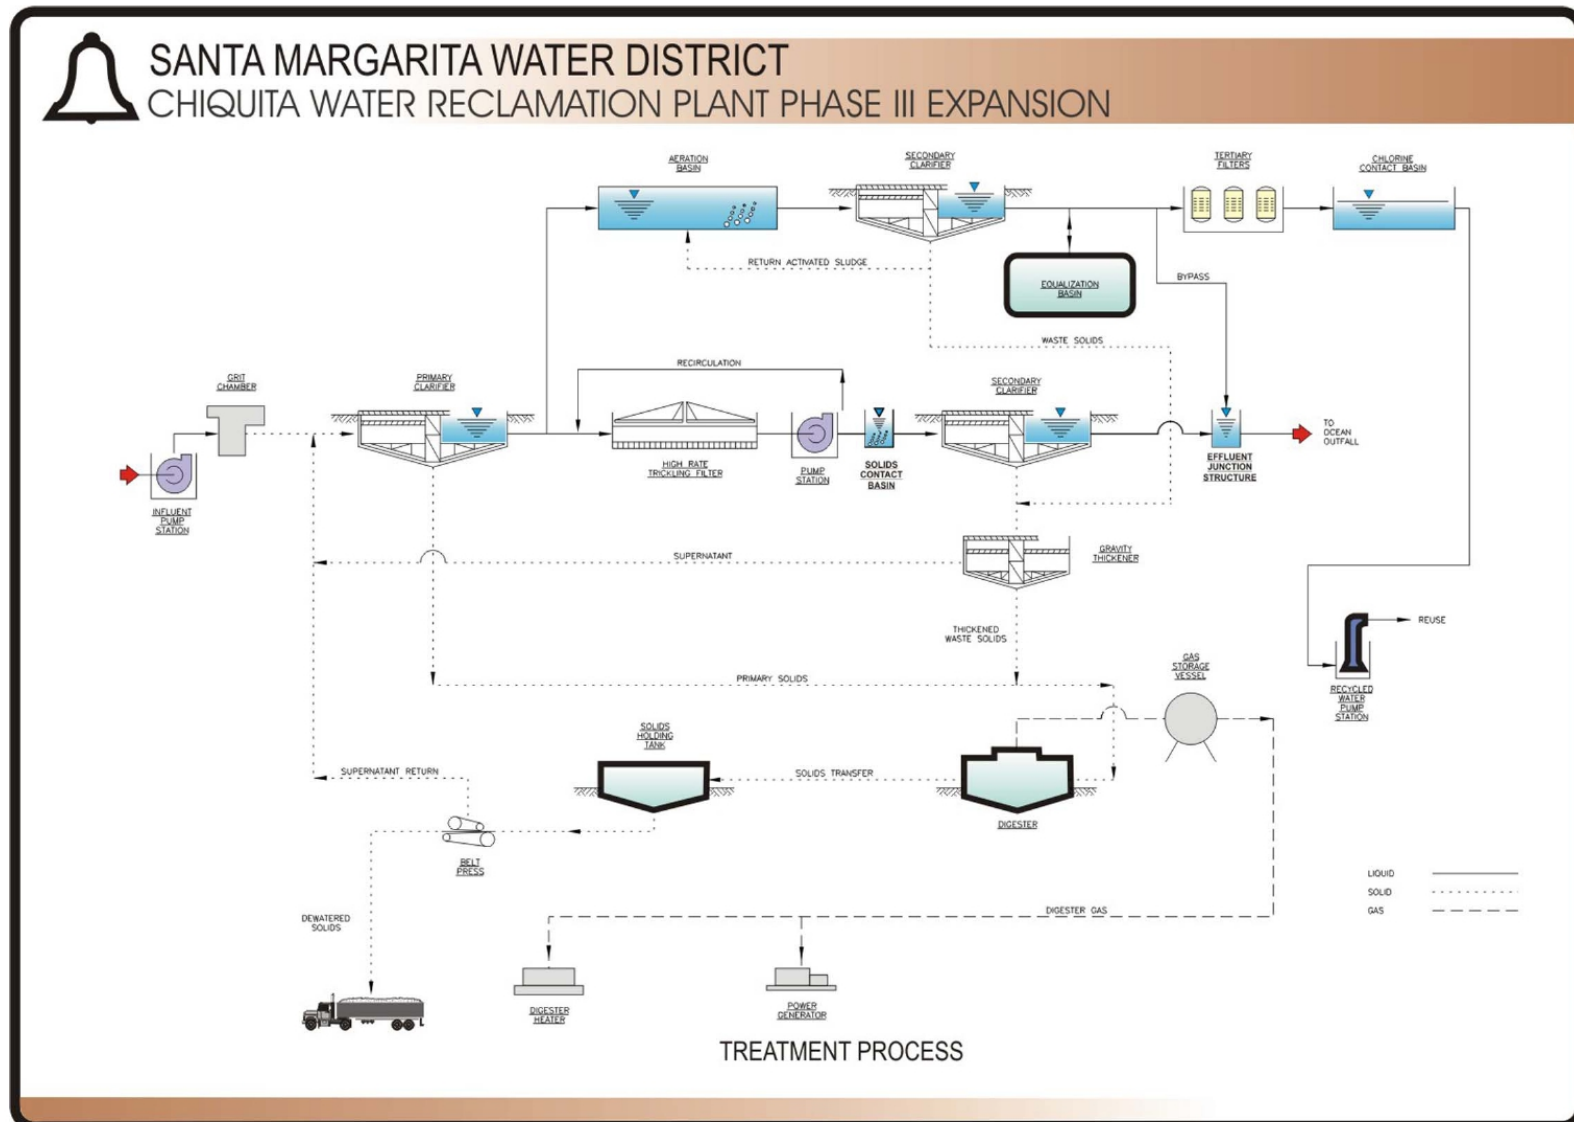 SANTA MARGARITA WATER DISTRICT
CHIQUITA WATER RECLAMATION PLANT PHASE III EXPANSION
AERATION
BASIN
SECONDARY
CLARIFIER
TERTIARY
FILTERS
CHLORINE
CONTACT BASIN
RETURN ACTIVATED SLUDGE
EQUALIZATION
BASIN
BYPASS
WASTE SOLIDS
RECIRCULATION
GRIT
CHAMBER
PRIMARY
CLARIFIER
SECONDARY
CLARIFIER
TO
OCEAN
OUTFALL
INFLUENT
PUMP
STATION
HIGH RATE
TRICKLING FILTER
PUMP
STATION
SOLIDS
CONTACT
BASIN
EFFLUENT
JUNCTION
STRUCTURE
SUPERNATANT
GRAVITY
THICKENER
THICKENED
WASTE SOLIDS
REUSE
PRIMARY SOLIDS
GAS
STORAGE
VESSEL
RECYCLED
WATER
PUMP
STATION
SOLIDS
HOLDING
TANK
SUPERNATANT RETURN
SOLIDS TRANSFER
DIGESTER
BELT
PRESS
LIQUID
SOLID
GAS
DEWATERED
SOLIDS
DIGESTER GAS
DIGESTER
HEATER
POWER
GENERATOR
TREATMENT PROCESS